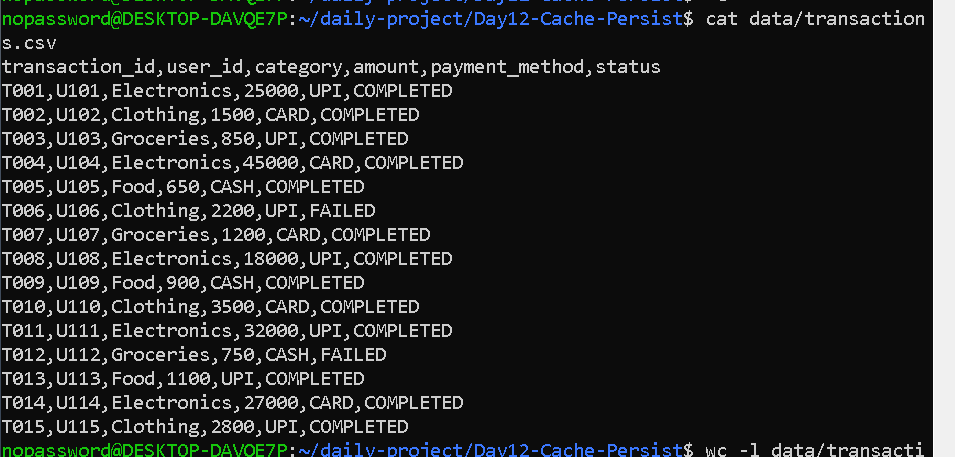 nopassword@DESKTOP-DAVQE7P:~/daily-project/Day12-Cache-Persist$ cat data/transaction
s.csv
transaction_id,user_id,category,amount,payment_method,status
T001,U101,Electronics,25000,UPI,COMPLETED
T002,U102,Clothing,1500,CARD,COMPLETED
T003,U103,Groceries,850,UPI,COMPLETED
T004,U104,Electronics,45000,CARD,COMPLETED
T005,U105,Food,650,CASH,COMPLETED
T006,U106,Clothing,2200,UPI,FAILED
T007,U107,Groceries,1200,CARD,COMPLETED
T008,U108,Electronics,18000,UPI,COMPLETED
T009,U109,Food,900,CASH,COMPLETED
T010,U110,Clothing,3500,CARD,COMPLETED
T011,U111,Electronics,32000,UPI,COMPLETED
T012,U112,Groceries,750,CASH,FAILED
T013,U113,Food,1100,UPI,COMPLETED
T014,U114,Electronics,27000,CARD,COMPLETED
T015,U115,Clothing,2800,UPI,COMPLETED
nopassword@DESKTOP-DAVQE7P:~/daily-project/Day12-Cache-Persist$ wc -l data/transacti